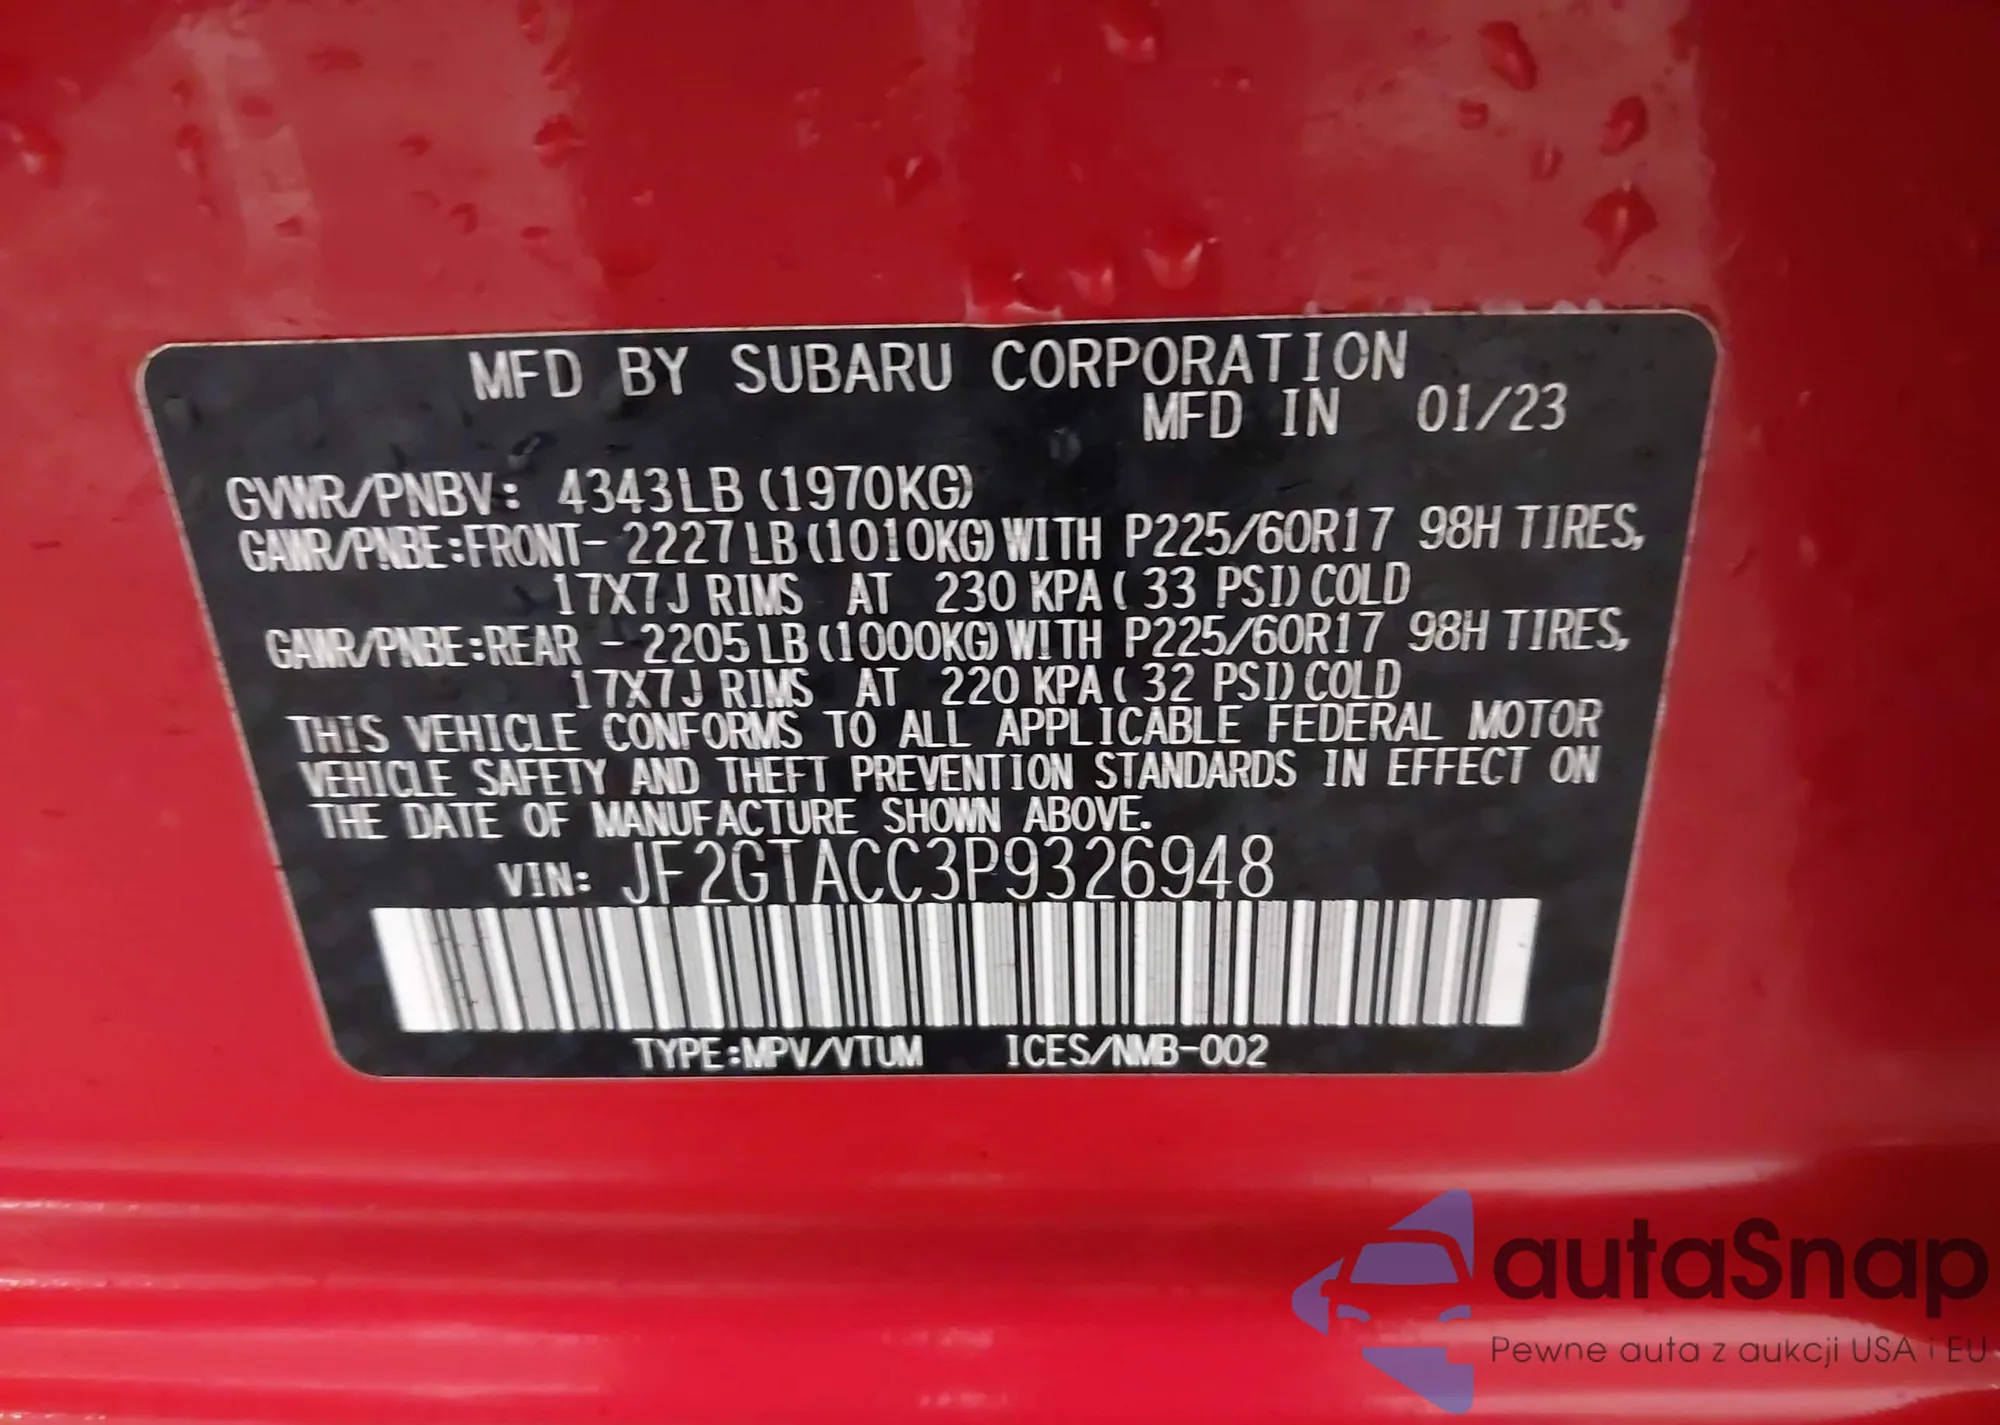 MFD BY SUBARU CORPORATION
MFD IN 01/23
GVWR/PNBV: 4343LB (1970KG)
GAWR/PNBE:FRONT- 2227LB (1010KG) WITH P225/60R17 98H TIRES,
17X7J RIMS AT 230 KPA ( 33 PSI) COLD
GAWR/PNBE:REAR - 2205LB (1000KG) WITH P225/60R17 98H TIRES,
17X7J RIMS AT 220 KPA ( 32 PSI) COLD
THIS VEHICLE CONFORMS TO ALL APPLICABLE FEDERAL MOTOR
VEHICLE SAFETY AND THEFT PREVENTION STANDARDS IN EFFECT ON
THE DATE OF MANUFACTURE SHOWN ABOVE.
VIN: JF2GTACC3P9326948
TYPE:MPV/VTUM ICES/NMB-002
autaSnap
Pewne auta z aukcji USA i EU